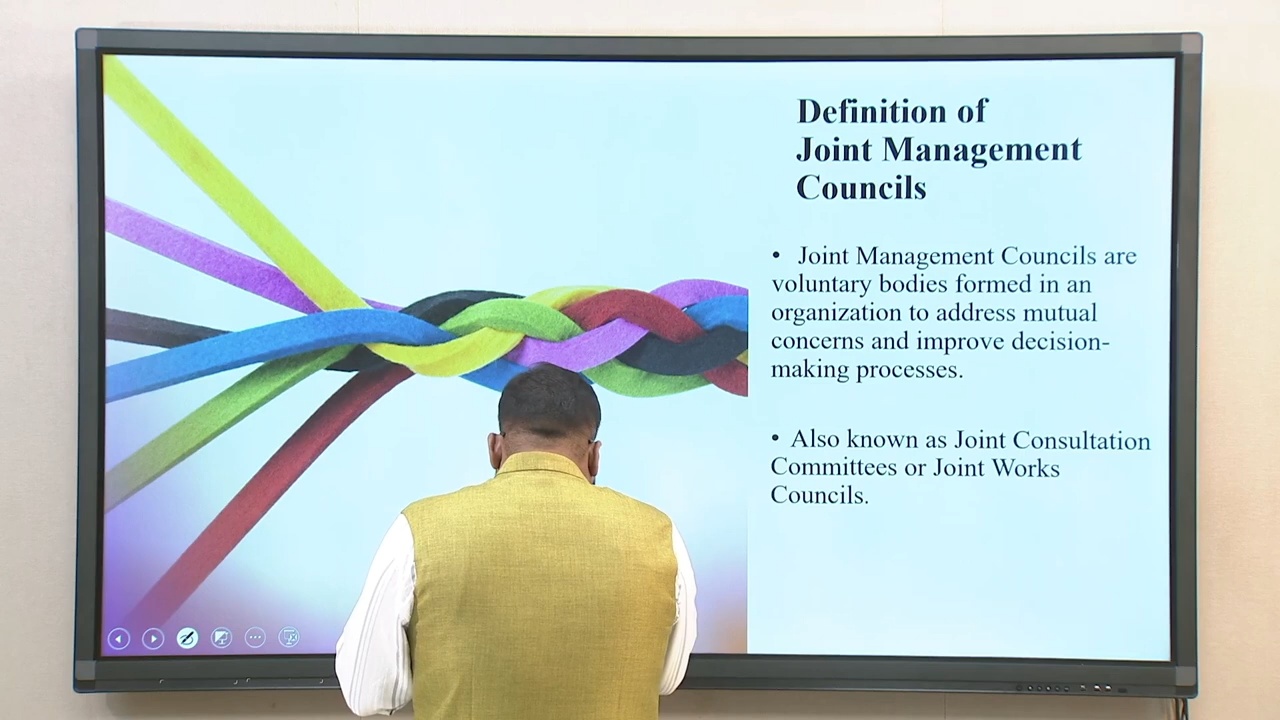 Definition of
Joint Management
Councils
• Joint Management Councils are
voluntary bodies formed in an
organization to address mutual
concerns and improve decision-
making processes.
• Also known as Joint Consultation
Committees or Joint Works
Councils.